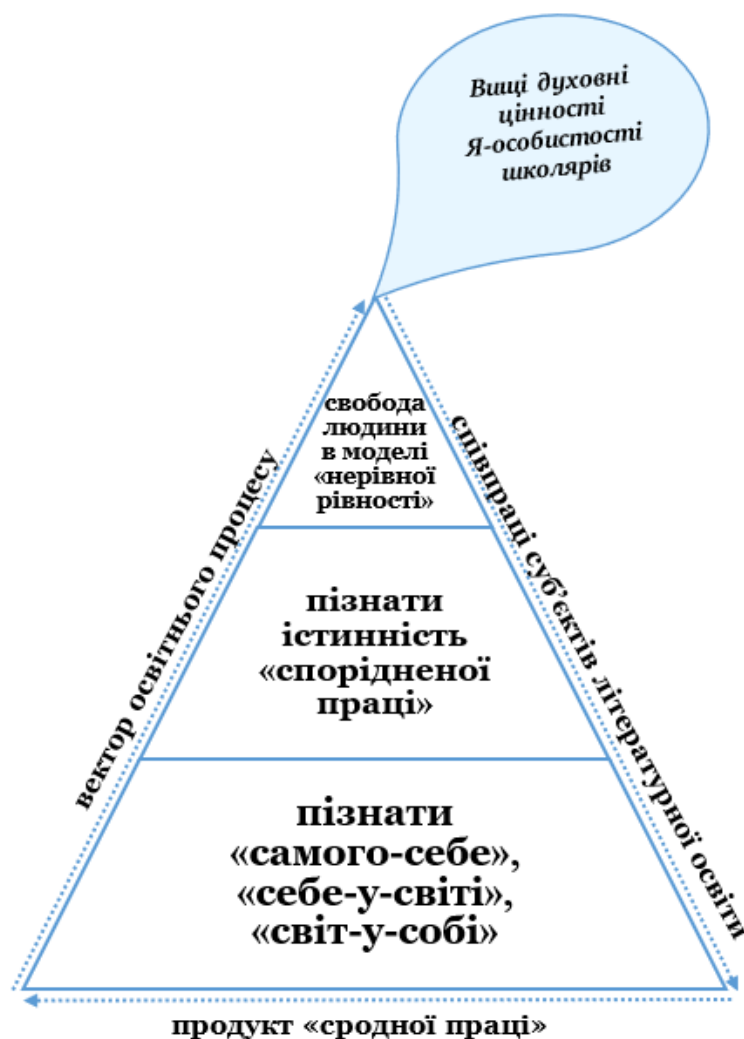 Вищі духовні
цінності
Я-особистості
школярів
свобода
людини
в моделі
«нерівної
рівності»
вектор освітнього процесу
співпраці суб’єктів літературної освіти
пізнати
істинність
«спорідненої
праці»
пізнати
«самого-себе»,
«себе-у-світі»,
«світ-у-собі»
продукт «сродної праці»